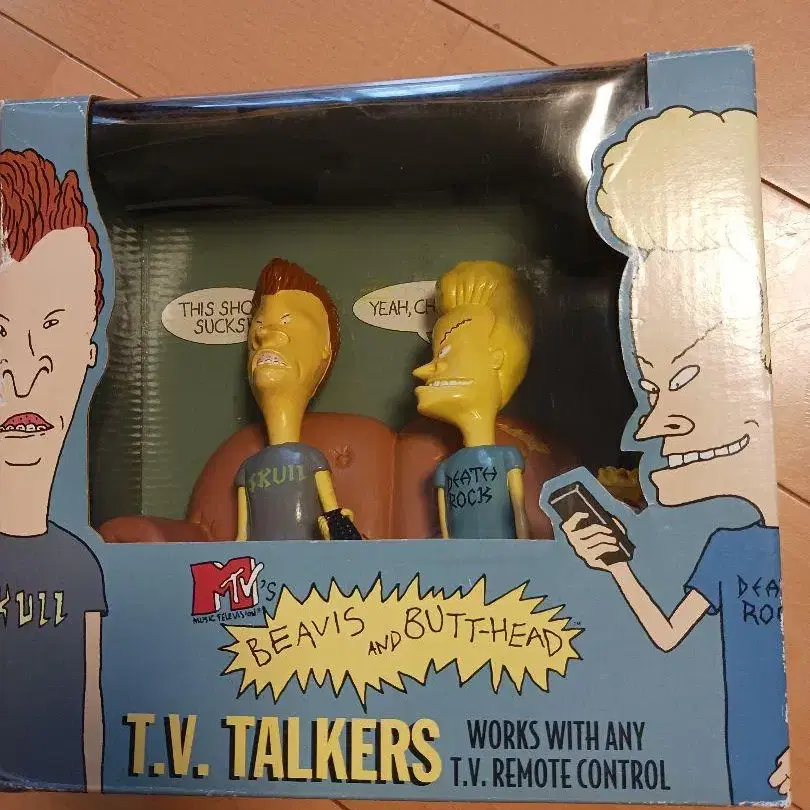 THIS SHO
SUCKS
YEAH, CH
SKULL
DEATH
ROCK
MTV's
MUSIC TELEVISION®
BEAVIS AND BUTT-HEAD™
KULL
DEA
RO
T.V. TALKERS
WORKS WITH ANY
T.V. REMOTE CONTROL